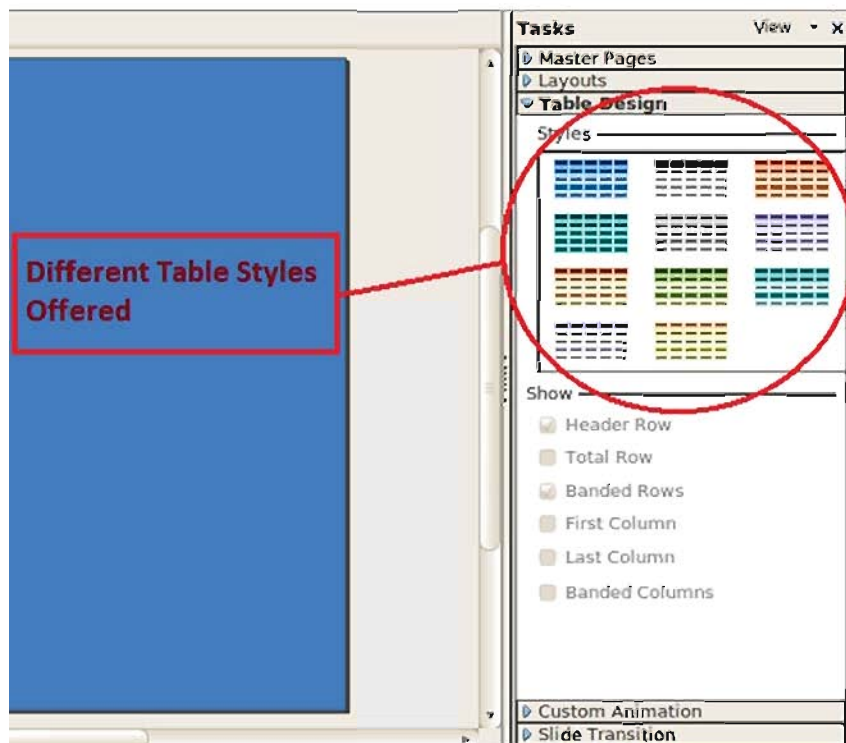 Tasks View
Master Pages
Layouts
Table Design
Styles
Different Table Styles
Offered
Show
Header Row
Total Row
Banded Rows
First Column
Last Column
Banded Columns
Custom Animation
Slide Transition